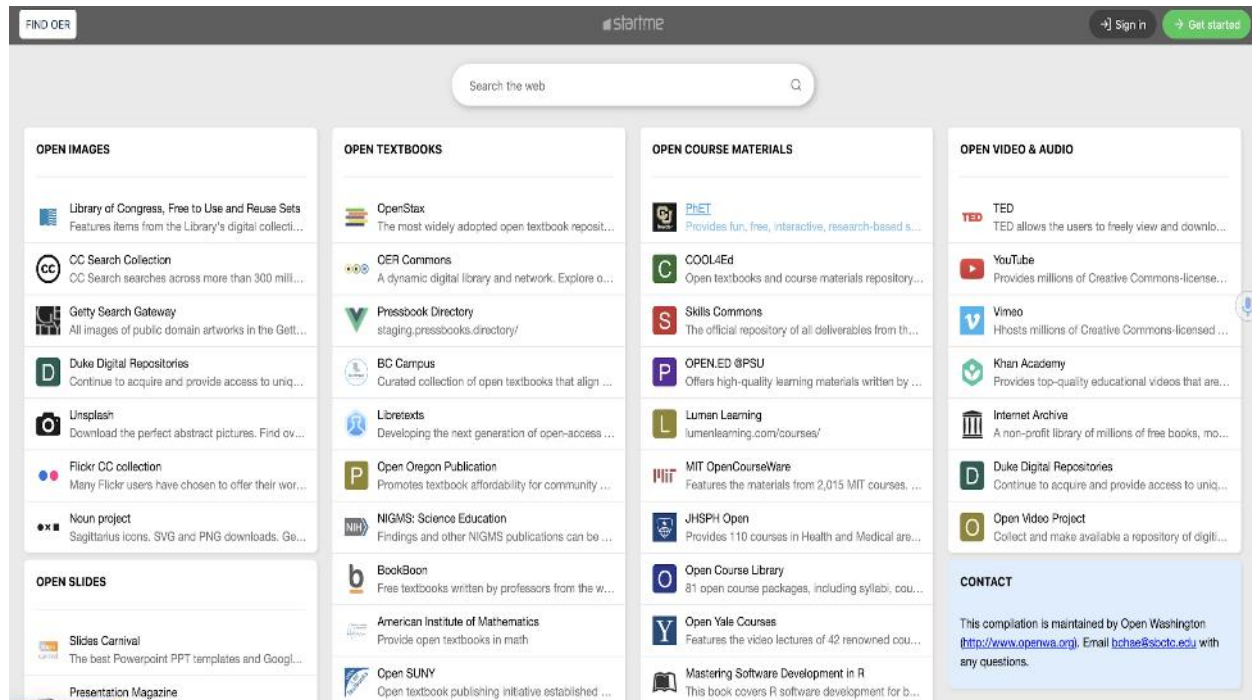 FIND OER
startme
Sign in
Get started
Search the web
OPEN IMAGES
Library of Congress, Free to Use and Reuse Sets
Features items from the Library's digital collecti...
CC Search Collection
CC Search searches across more than 300 milli...
Getty Search Gateway
All images of public domain artworks in the Gett...
Duke Digital Repositories
Continue to acquire and provide access to uniq...
Unsplash
Download the perfect abstract pictures. Find ov...
Flickr CC collection
Many Flickr users have chosen to offer their wor...
Noun project
Sagittarius icons. SVG and PNG downloads. Ge...
OPEN SLIDES
Slides Carnival
The best Powerpoint PPT templates and Googl...
Presentation Magazine
OPEN TEXTBOOKS
OpenStax
The most widely adopted open textbook reposit...
OER Commons
A dynamic digital library and network. Explore o...
Pressbook Directory
staging.pressbooks.directory/
BC Campus
Curated collection of open textbooks that align ...
Libretexts
Developing the next generation of open-access ...
P
Open Oregon Publication
Promotes textbook affordability for community ...
NIH
NIGMS: Science Education
Findings and other NIGMS publications can be ...
b
BookBoon
Free textbooks written by professors from the w...
American Institute of Mathematics
Provide open textbooks in math
Open SUNY
Open textbook publishing initiative established ...
OPEN COURSE MATERIALS
PhET
Provides fun, free, interactive, research-based s...
C
COOL4Ed
Open textbooks and course materials repository...
S
Skills Commons
The official repository of all deliverables from th...
P
OPEN.ED @PSU
Offers high-quality learning materials written by ...
L
Lumen Learning
lumenlearning.com/courses/
MIT OpenCourseWare
Features the materials from 2,015 MIT courses. ...
JHSPH Open
Provides 110 courses in Health and Medical are...
O
Open Course Library
81 open course packages, including syllabi, cou...
Y
Open Yale Courses
Features the video lectures of 42 renowned cou...
Mastering Software Development in R
This book covers R software development for b...
OPEN VIDEO & AUDIO
TED
TED
TED allows the users to freely view and downlo...
YouTube
Provides millions of Creative Commons-license...
Vimeo
Hhosts millions of Creative Commons-licensed ...
Khan Academy
Provides top-quality educational videos that are...
Internet Archive
A non-profit library of millions of free books, mo...
D
Duke Digital Repositories
Continue to acquire and provide access to uniq...
O
Open Video Project
Collect and make available a repository of digiti...
CONTACT
This compilation is maintained by Open Washington
(http://www.openwa.org). Email bchae@sbctc.edu with
any questions.